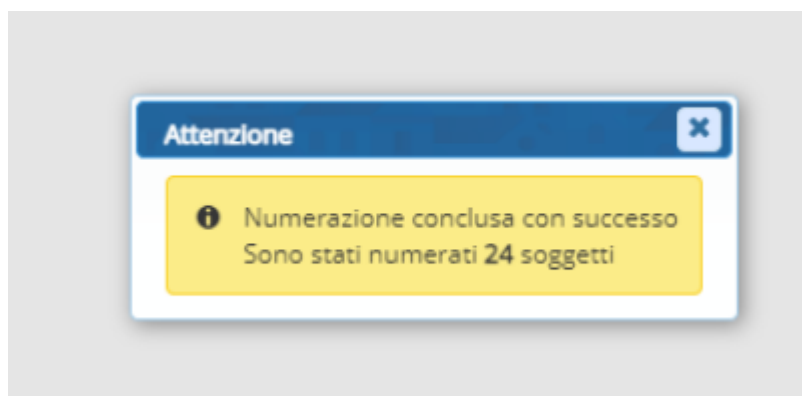 Attenzione
Numerazione conclusa con successo
Sono stati numerati 24 soggetti